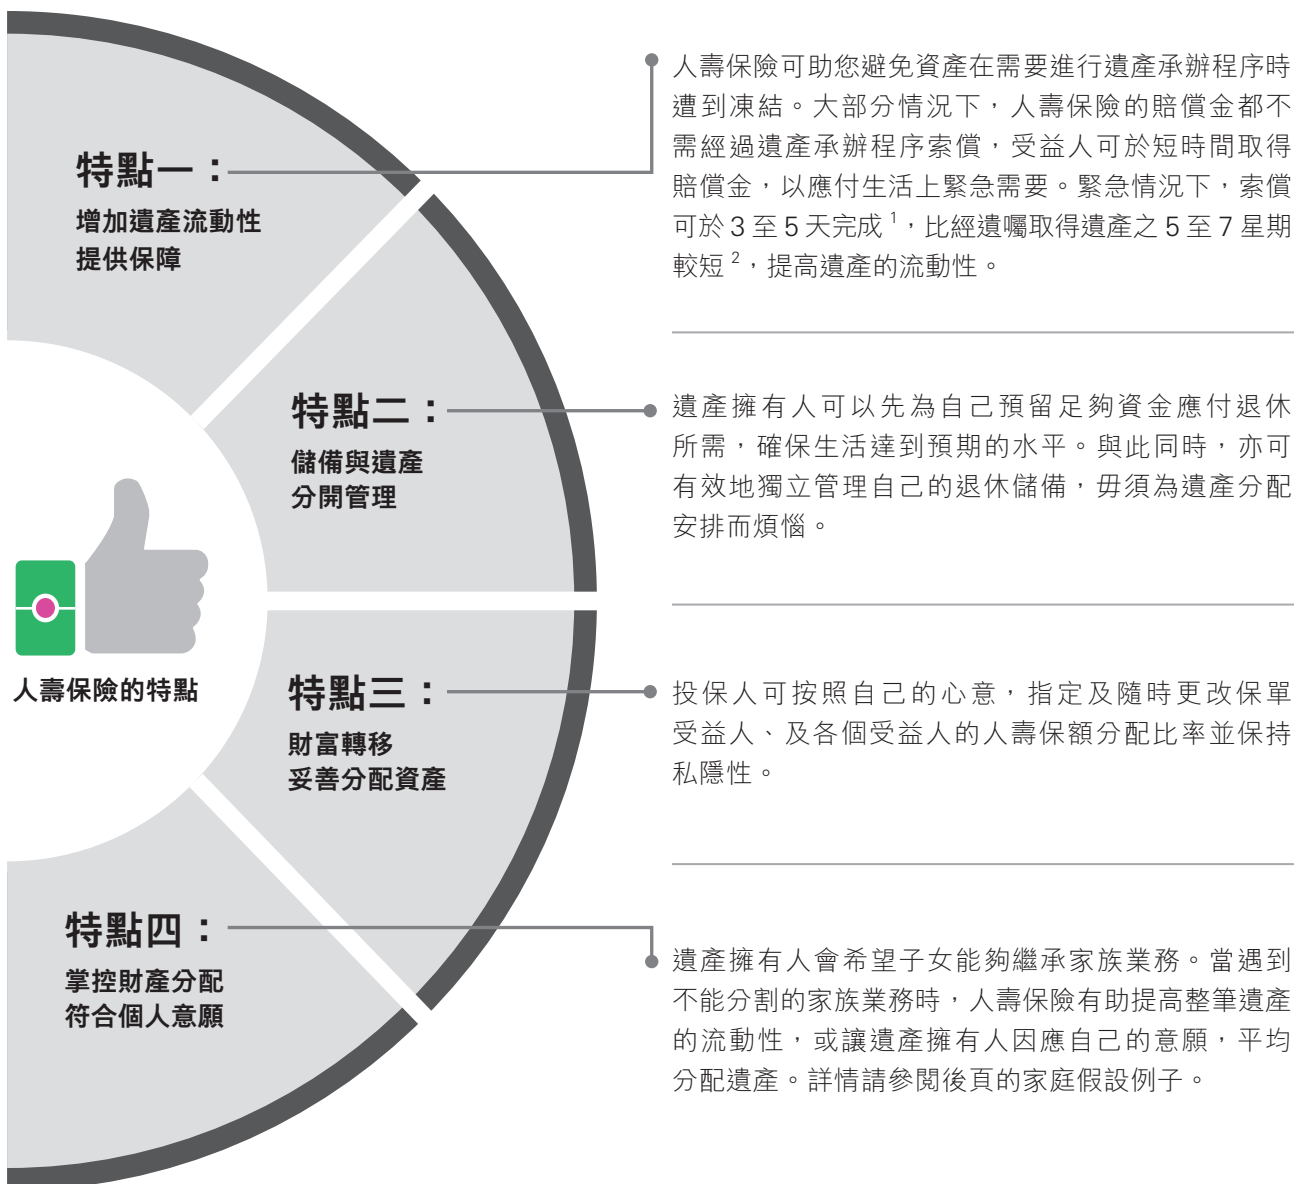 特點一：
增加遺產流動性
提供保障
人壽保險可助您避免資產在需要進行遺產承辦程序時
遭到凍結。大部分情況下，人壽保險的賠償金都不
需經過遺產承辦程序索償，受益人可於短時間取得
賠償金，以應付生活上緊急需要。緊急情況下，索償
可於 3 至 5 天完成 1，比經遺囑取得遺產之 5 至 7 星期
較短 2，提高遺產的流動性。
特點二：
儲備與遺產
分開管理
遺產擁有人可以先為自己預留足夠資金應付退休
所需，確保生活達到預期的水平。與此同時，亦可
有效地獨立管理自己的退休儲備，毋須為遺產分配
安排而煩惱。
人壽保險的特點
特點三：
財富轉移
妥善分配資產
投保人可按照自己的心意，指定及隨時更改保單
受益人、及各個受益人的人壽保額分配比率並保持
私隱性。
特點四：
掌控財產分配
符合個人意願
遺產擁有人會希望子女能夠繼承家族業務。當遇到
不能分割的家族業務時，人壽保險有助提高整筆遺產
的流動性，或讓遺產擁有人因應自己的意願，平均
分配遺產。詳情請參閱後頁的家庭假設例子。